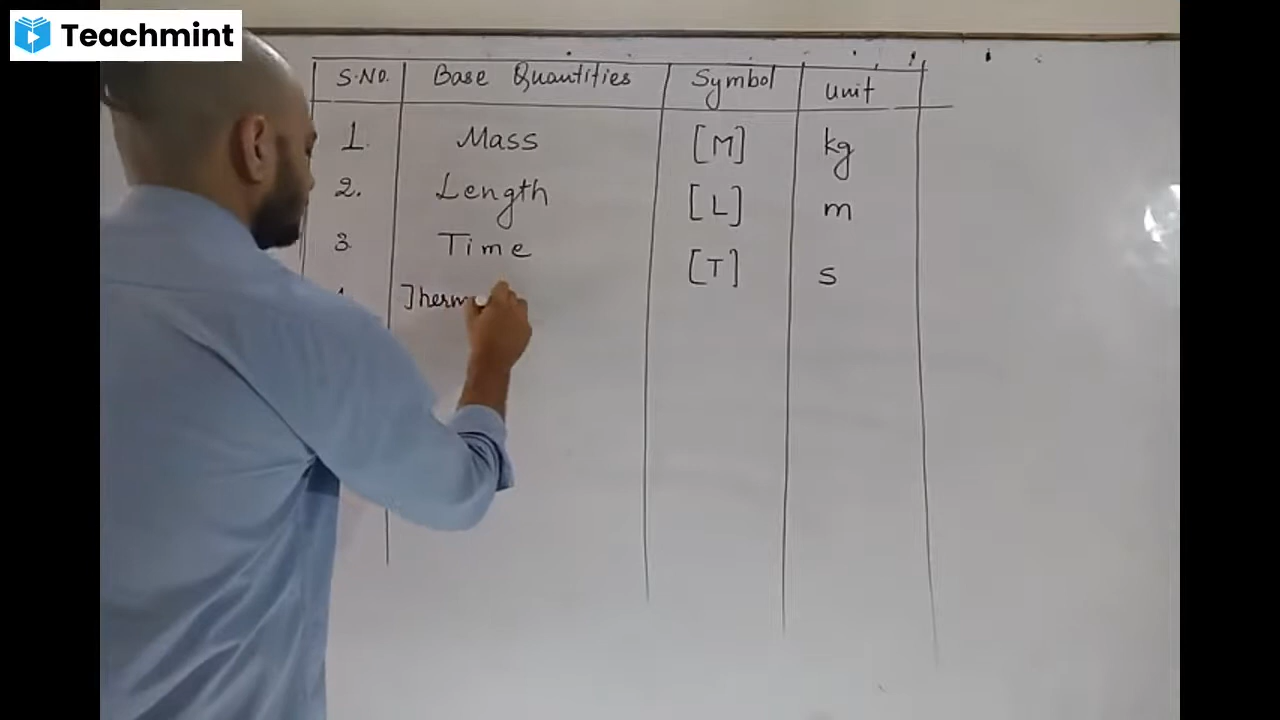 Teachmint
S.NO. Base Quantities Symbol unit
1. Mass [M] kg
2. Length [L] m
3 Time [T] s
Therm